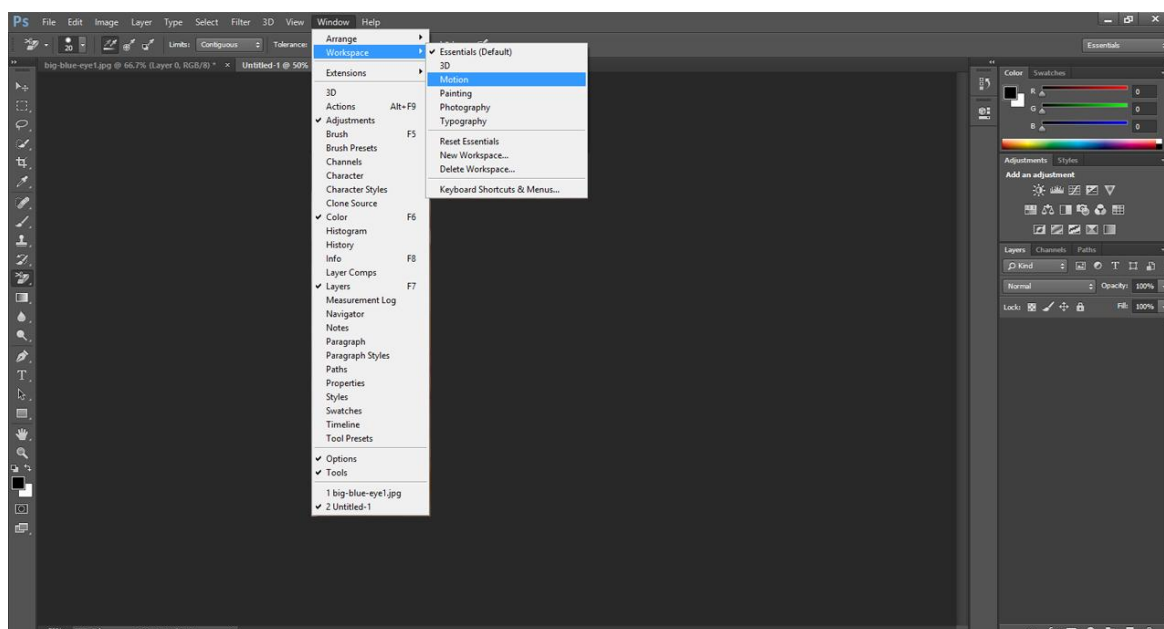 Ps File Edit Image Layer Type Select Filter 3D View Window Help
20 Limits: Contiguous Tolerance: Essentials
big-blue-eye1.jpg @ 66.7% (Layer 0, RGB/8) * × Untitled-1 @ 50%
Arrange
Workspace
Extensions
3D
Actions Alt+F9
Adjustments
Brush F5
Brush Presets
Channels
Character
Character Styles
Clone Source
Color F6
Histogram
History
Info F8
Layer Comps
Layers F7
Measurement Log
Navigator
Notes
Paragraph
Paragraph Styles
Paths
Properties
Styles
Swatches
Timeline
Tool Presets
Options
Tools
1 big-blue-eye1.jpg
2 Untitled-1
Essentials (Default)
3D
Motion
Painting
Photography
Typography
Reset Essentials
New Workspace...
Delete Workspace...
Keyboard Shortcuts & Menus...
Color Swatches
R 0
G 0
B 0
Adjustments Styles
Add an adjustment
Layers Channels Paths
Kind
Normal Opacity: 100%
Lock: Fill: 100%